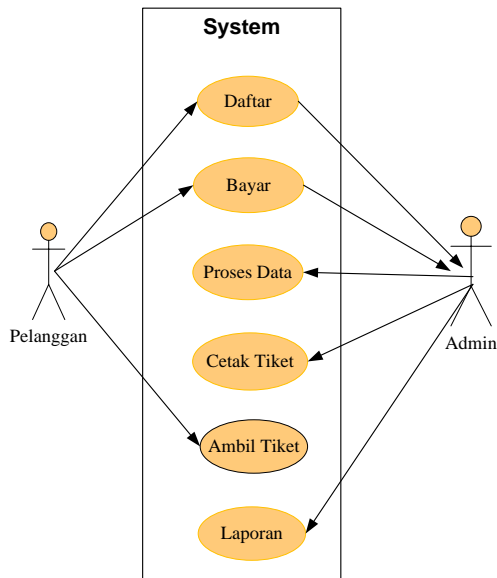 System
Daftar
Bayar
Proses Data
Pelanggan
Admin
Cetak Tiket
Ambil Tiket
Laporan